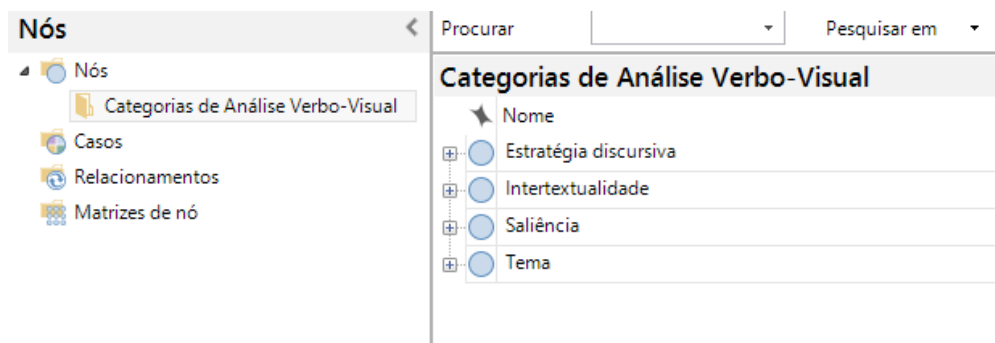 Nós
Nós
Categorias de Análise Verbo-Visual
Casos
Relacionamentos
Matrizes de nó
Procurar
Pesquisar em
Categorias de Análise Verbo-Visual
Nome
Estratégia discursiva
Intertextualidade
Saliência
Tema